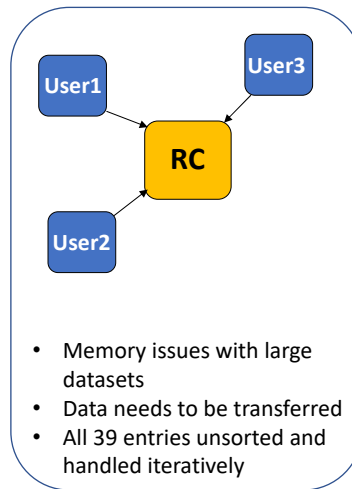 User1
User3
RC
User2
• Memory issues with large
datasets
• Data needs to be transferred
• All 39 entries unsorted and
handled iteratively